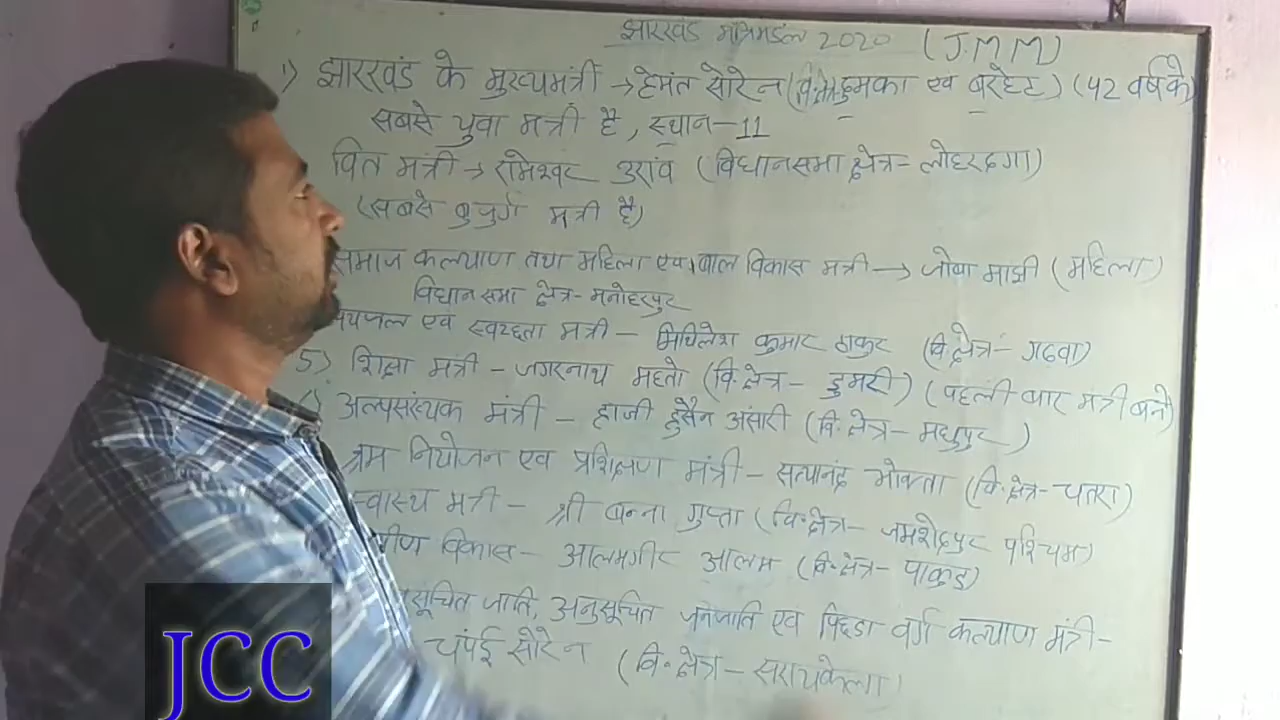 झारखंड मंत्रिमंडल 2020 (J.M.M)
1) झारखंड के मुख्यमंत्री → हेमंत सोरेन (वि.क्षेत्र दुमका एवं बरहेट) (42 वर्ष के)
सबसे युवा मंत्री है, स्थान-11
वित मंत्री → रामेश्वर उरांव (विधानसभा क्षेत्र- लोहरदगा)
(सबसे बुजुर्ग मंत्री है)
समाज कल्याण तथा महिला एवं बाल विकास मंत्री → जोबा माझी (महिला)
विधानसभा क्षेत्र-मनोहरपुर
पेयजल एवं स्वच्छता मंत्री - मिथिलेश कुमार ठाकुर (वि.क्षेत्र- गढ़वा)
5) शिक्षा मंत्री - जगरनाथ महतो (वि.क्षेत्र- डुमरी) (पहली बार मंत्री बने)
अल्पसंख्यक मंत्री - हाजी हुसैन अंसारी (वि.क्षेत्र- मधुपुर)
श्रम नियोजन एवं प्रशिक्षण मंत्री- सत्यानंद भोक्ता (वि.क्षेत्र- चतरा)
स्वास्थ मंत्री - श्री बन्ना गुप्ता (वि.क्षेत्र- जमशेदपुर पश्चिम)
मीण विकास- आलमगीर आलम (वि.क्षेत्र- पाकुड़)
सूचित जाति, अनुसूचित जनजाति एवं पिछडा वर्ग कल्याण मंत्री-
चंपई सोरेन (वि.क्षेत्र- सरायकेला)
JCC